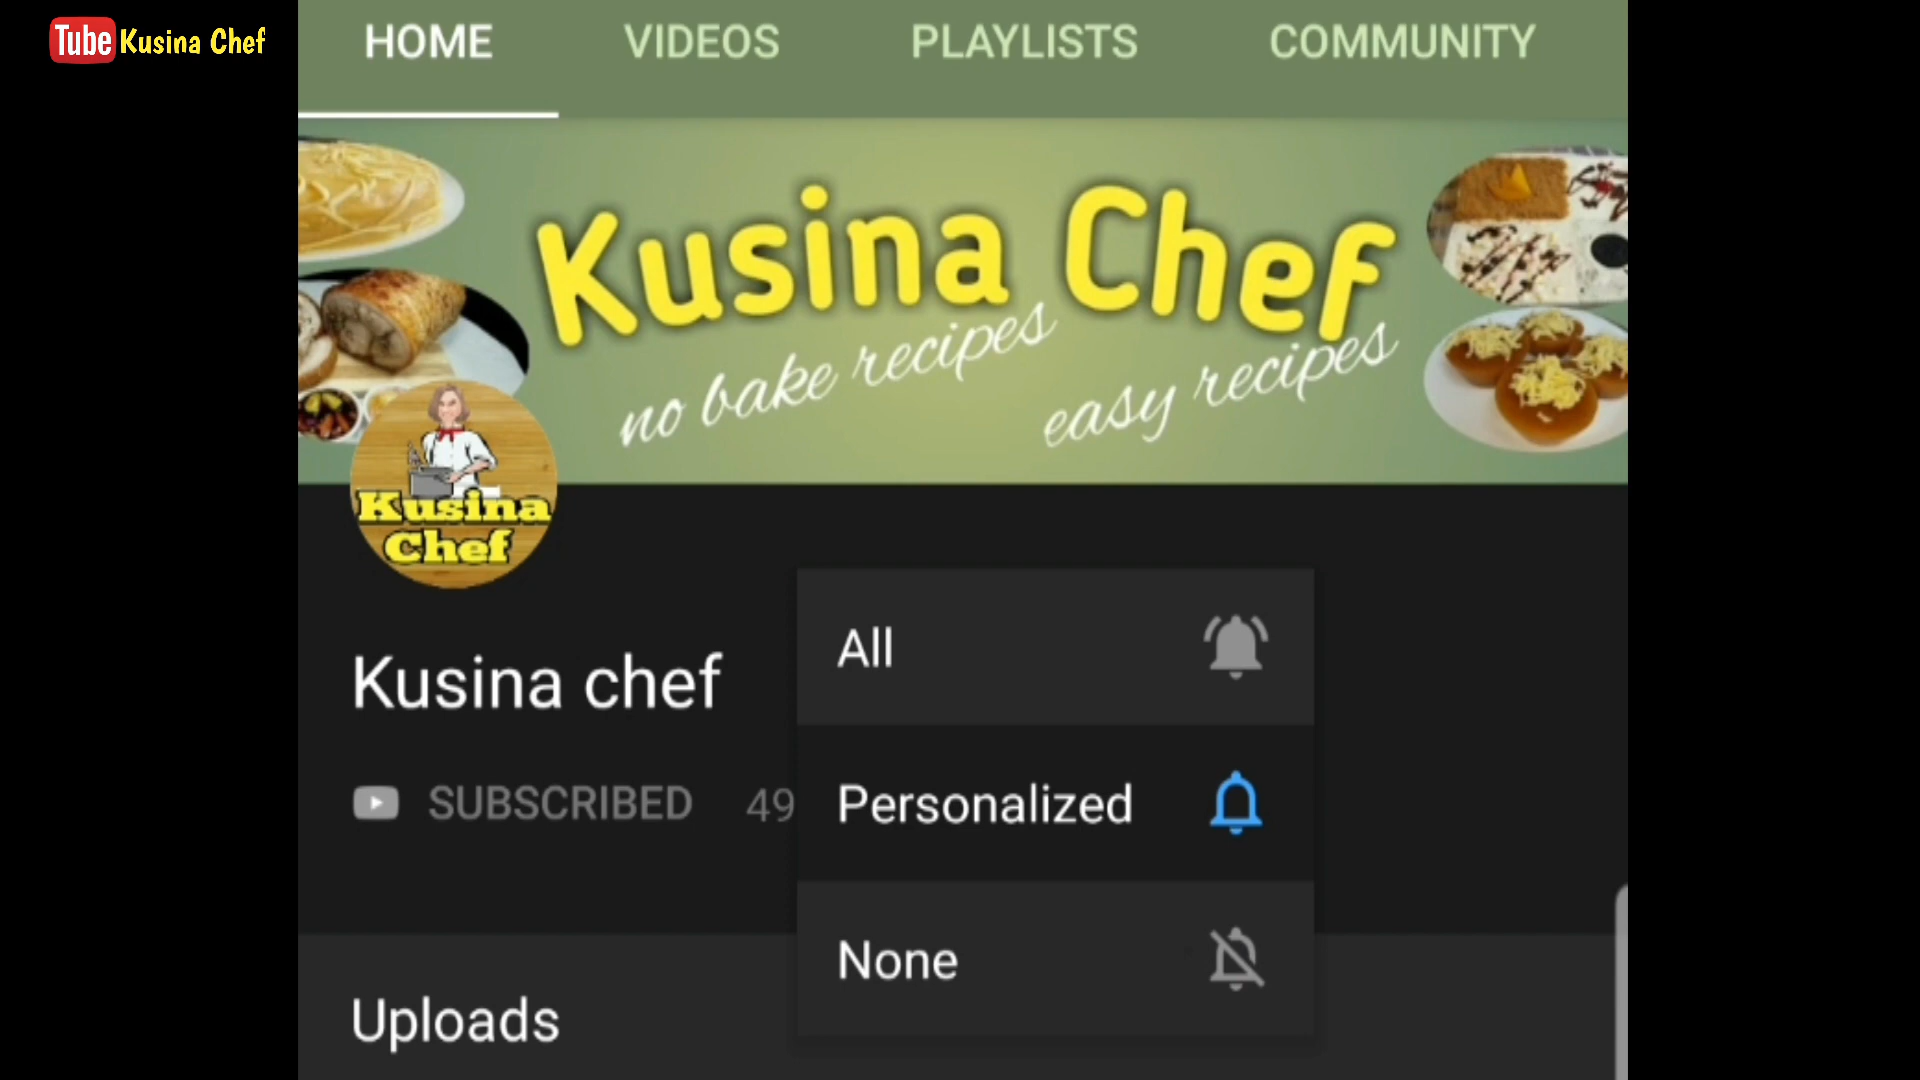 Tube Kusina Chef
HOME VIDEOS PLAYLISTS COMMUNITY
Kusina Chef
no bake recipes
easy recipes
Kusina
Chef
Kusina chef
SUBSCRIBED 49
All
Personalized
None
Uploads